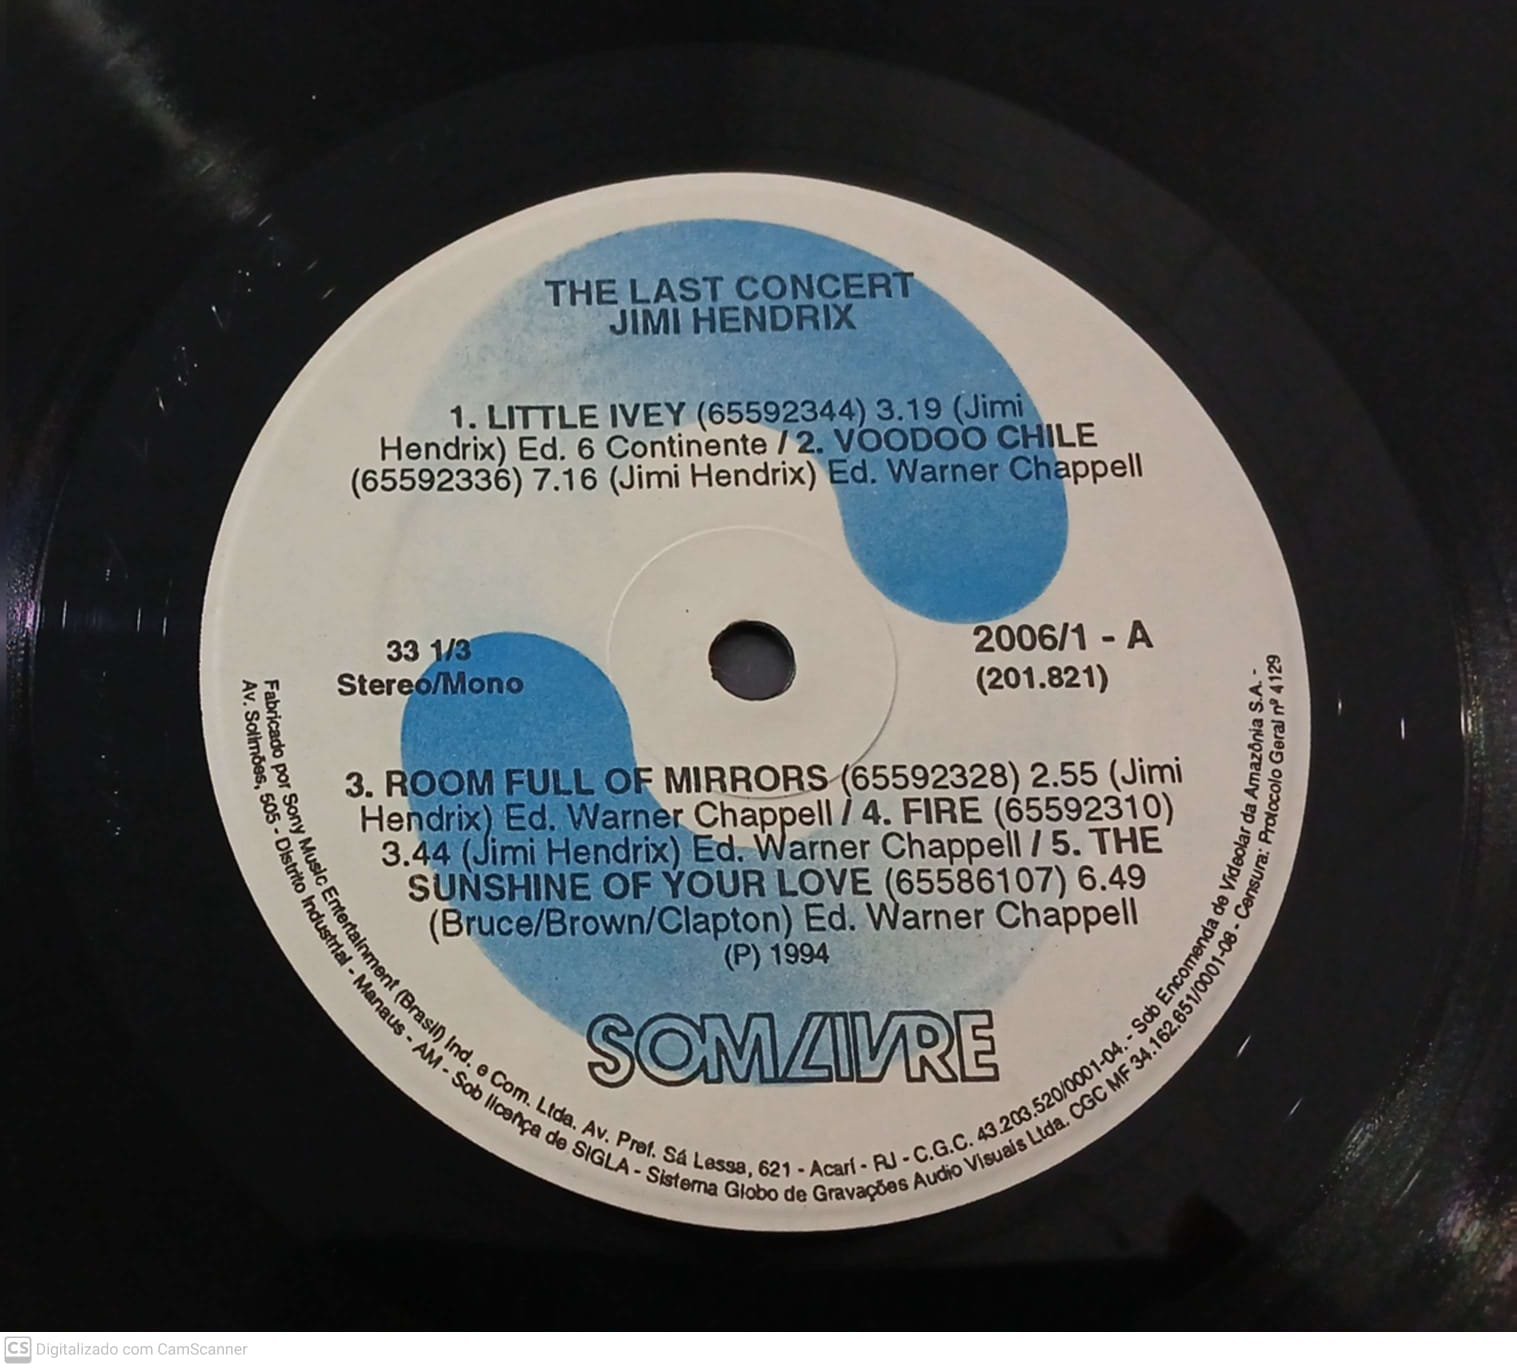 THE LAST CONCERT
JIMI HENDRIX
1. LITTLE IVEY (65592344) 3.19 (Jimi
Hendrix) Ed. 6 Continente / 2. VOODOO CHILE
(65592336) 7.16 (Jimi Hendrix) Ed. Warner Chappell
33 1/3
Stereo/Mono
2006/1 - A
(201.821)
3. ROOM FULL OF MIRRORS (65592328) 2.55 (Jimi
Hendrix) Ed. Warner Chappell / 4. FIRE (65592310)
3.44 (Jimi Hendrix) Ed. Warner Chappell / 5. THE
SUNSHINE OF YOUR LOVE (65586107) 6.49
(Bruce/Brown/Clapton) Ed. Warner Chappell
(P) 1994
SOM LIVRE
Fabricado por Sony Music Entertainment (Brasil) Ind. e Com. Ltda. Av. Pref. Sá Lessa, 621 - Acarí - RJ - C.G.C. 43.203.520/0001-04. - Sob Encomenda de Videolar da Amazônia S.A. -
Av. Solimões, 505 - Distrito Industrial - Manaus - AM - Sob licença de SIGLA - Sistema Globo de Gravações Audio Visuais Ltda. CGC MF 34.162.651/0001-08 - Censura: Protocolo Geral nº 4129
CS Digitalizado com CamScanner